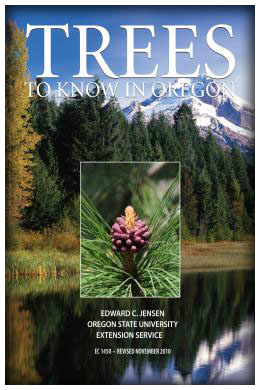 TREES
TO KNOW IN OREGON
EDWARD C. JENSEN
OREGON STATE UNIVERSITY
EXTENSION SERVICE
EC 1450 • REVISED NOVEMBER 2010